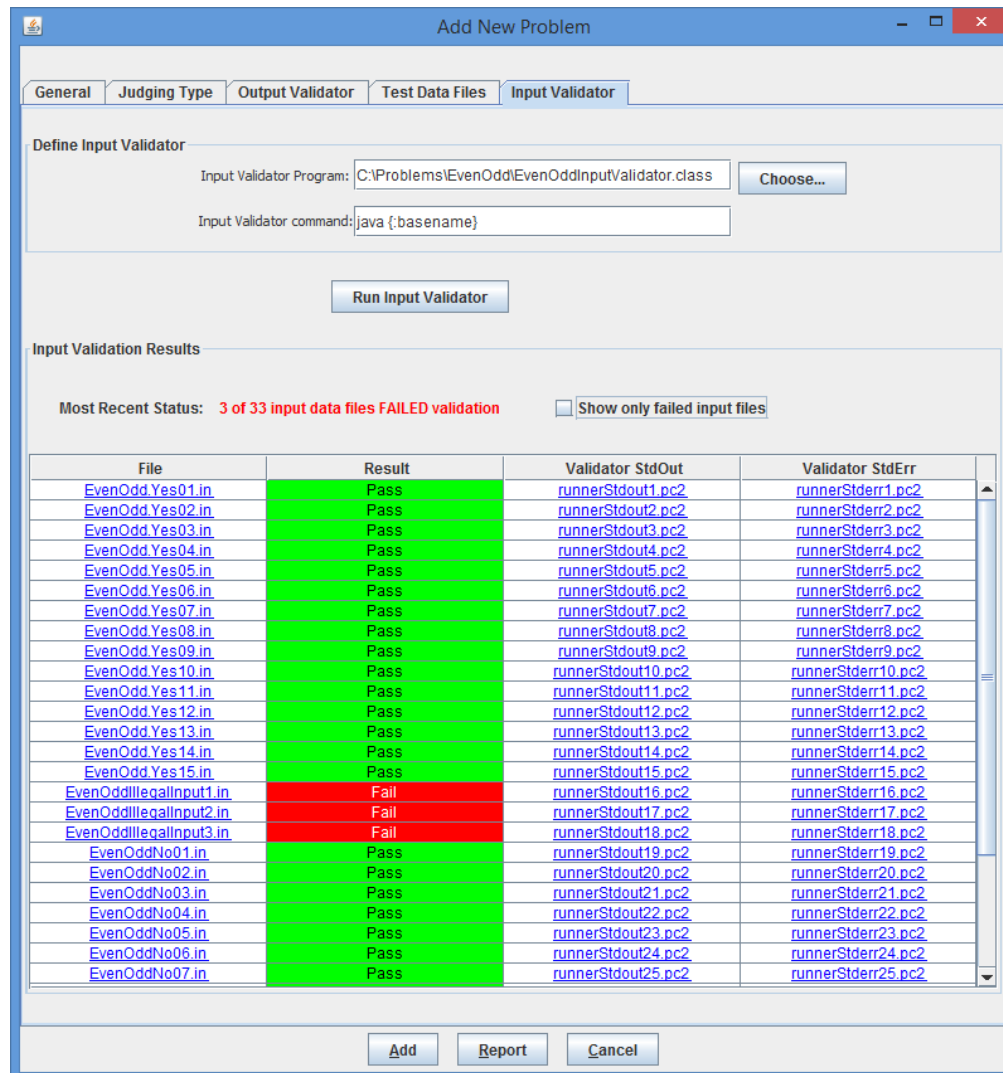 Add New Problem
General Judging Type Output Validator Test Data Files Input Validator
Define Input Validator
Input Validator Program: C:\Problems\EvenOdd\EvenOddInputValidator.class Choose...
Input Validator command: java {:basename}
Run Input Validator
Input Validation Results
Most Recent Status: 3 of 33 input data files FAILED validation Show only failed input files
File Result Validator StdOut Validator StdErr
EvenOdd.Yes01.in Pass runnerStdout1.pc2 runnerStderr1.pc2
EvenOdd.Yes02.in Pass runnerStdout2.pc2 runnerStderr2.pc2
EvenOdd.Yes03.in Pass runnerStdout3.pc2 runnerStderr3.pc2
EvenOdd.Yes04.in Pass runnerStdout4.pc2 runnerStderr4.pc2
EvenOdd.Yes05.in Pass runnerStdout5.pc2 runnerStderr5.pc2
EvenOdd.Yes06.in Pass runnerStdout6.pc2 runnerStderr6.pc2
EvenOdd.Yes07.in Pass runnerStdout7.pc2 runnerStderr7.pc2
EvenOdd.Yes08.in Pass runnerStdout8.pc2 runnerStderr8.pc2
EvenOdd.Yes09.in Pass runnerStdout9.pc2 runnerStderr9.pc2
EvenOdd.Yes10.in Pass runnerStdout10.pc2 runnerStderr10.pc2
EvenOdd.Yes11.in Pass runnerStdout11.pc2 runnerStderr11.pc2
EvenOdd.Yes12.in Pass runnerStdout12.pc2 runnerStderr12.pc2
EvenOdd.Yes13.in Pass runnerStdout13.pc2 runnerStderr13.pc2
EvenOdd.Yes14.in Pass runnerStdout14.pc2 runnerStderr14.pc2
EvenOdd.Yes15.in Pass runnerStdout15.pc2 runnerStderr15.pc2
EvenOddIllegalInput1.in Fail runnerStdout16.pc2 runnerStderr16.pc2
EvenOddIllegalInput2.in Fail runnerStdout17.pc2 runnerStderr17.pc2
EvenOddIllegalInput3.in Fail runnerStdout18.pc2 runnerStderr18.pc2
EvenOddNo01.in Pass runnerStdout19.pc2 runnerStderr19.pc2
EvenOddNo02.in Pass runnerStdout20.pc2 runnerStderr20.pc2
EvenOddNo03.in Pass runnerStdout21.pc2 runnerStderr21.pc2
EvenOddNo04.in Pass runnerStdout22.pc2 runnerStderr22.pc2
EvenOddNo05.in Pass runnerStdout23.pc2 runnerStderr23.pc2
EvenOddNo06.in Pass runnerStdout24.pc2 runnerStderr24.pc2
EvenOddNo07.in Pass runnerStdout25.pc2 runnerStderr25.pc2
Add Report Cancel